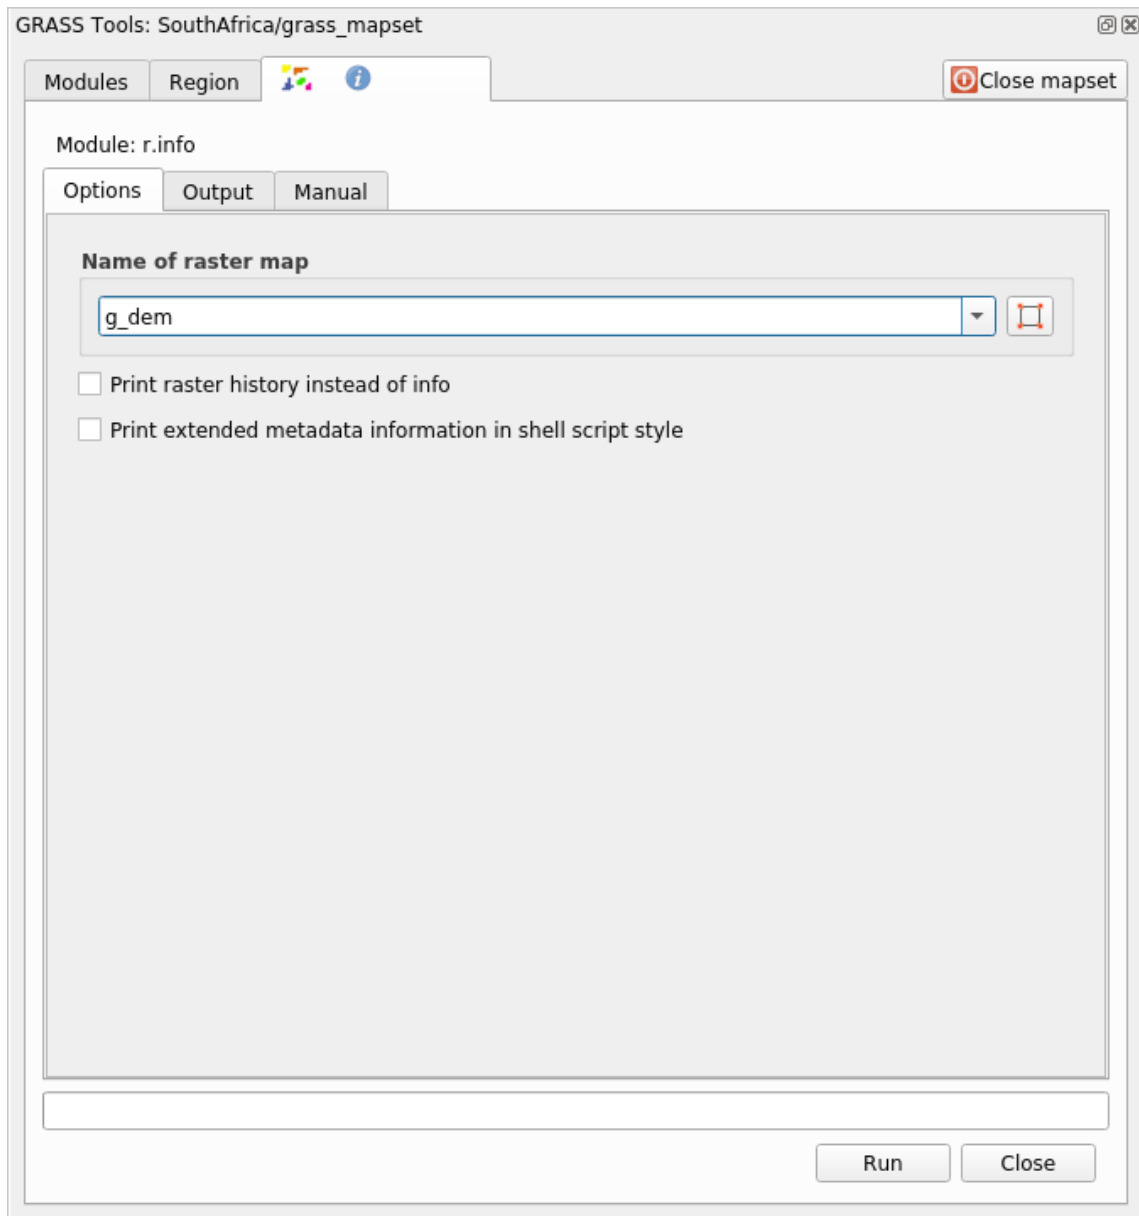 GRASS Tools: SouthAfrica/grass_mapset
Modules Region Close mapset
Module: r.info
Options Output Manual
Name of raster map
g_dem
Print raster history instead of info
Print extended metadata information in shell script style
Run Close